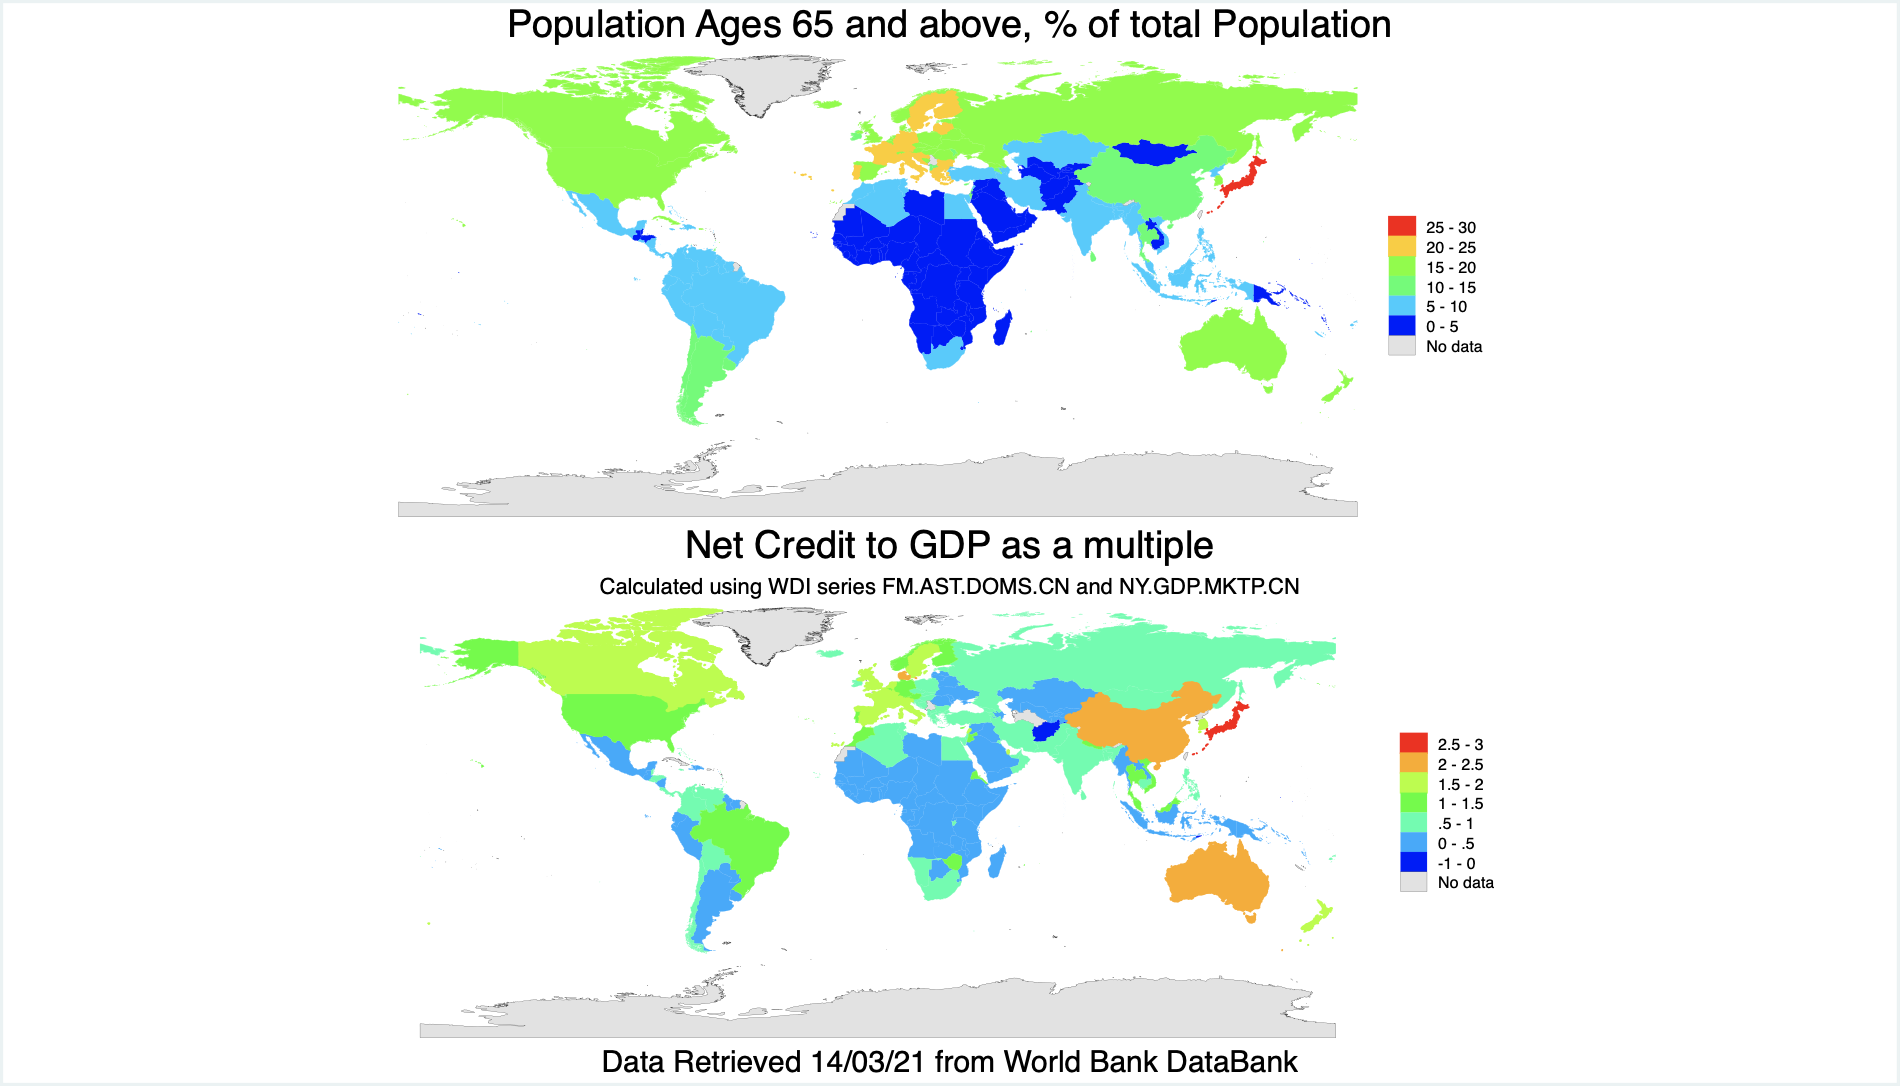 Population Ages 65 and above, % of total Population
25 - 30
20 - 25
15 - 20
10 - 15
5 - 10
0 - 5
No data
Net Credit to GDP as a multiple
Calculated using WDI series FM.AST.DOMS.CN and NY.GDP.MKTP.CN
2.5 - 3
2 - 2.5
1.5 - 2
1 - 1.5
.5 - 1
0 - .5
-1 - 0
No data
Data Retrieved 14/03/21 from World Bank DataBank